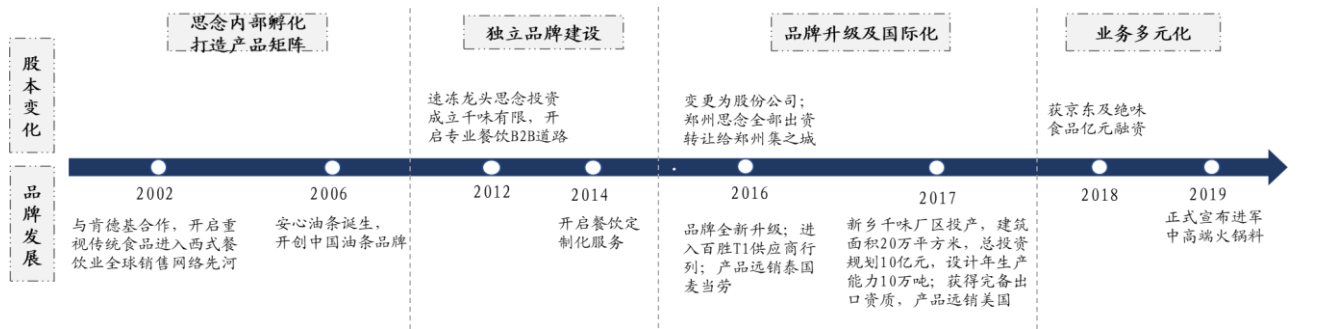 思念内部孵化
打造产品矩阵
独立品牌建设
品牌升级及国际化
业务多元化
股本变化
速冻龙头思念投资
成立千味有限，开
启专业餐饮B2B道路
变更为股份公司；
郑州思念全部出资
转让给郑州集之城
获京东及绝味
食品亿元融资
2002
2006
2012
2014
2016
2017
2018
2019
品牌发展
与肯德基合作，开启重
视传统食品进入西式餐
饮业全球销售网络先河
安心油条诞生，
开创中国油条品牌
开启餐饮定
制化服务
品牌全新升级；进
入百胜T1供应商行
列；产品远销泰国
麦当劳
新乡千味厂区投产，建筑
面积20万平方米，总投资
规划10亿元，设计年生产
能力10万吨；获得完备出
口资质，产品远销美国
正式宣布进军
中高端火锅料